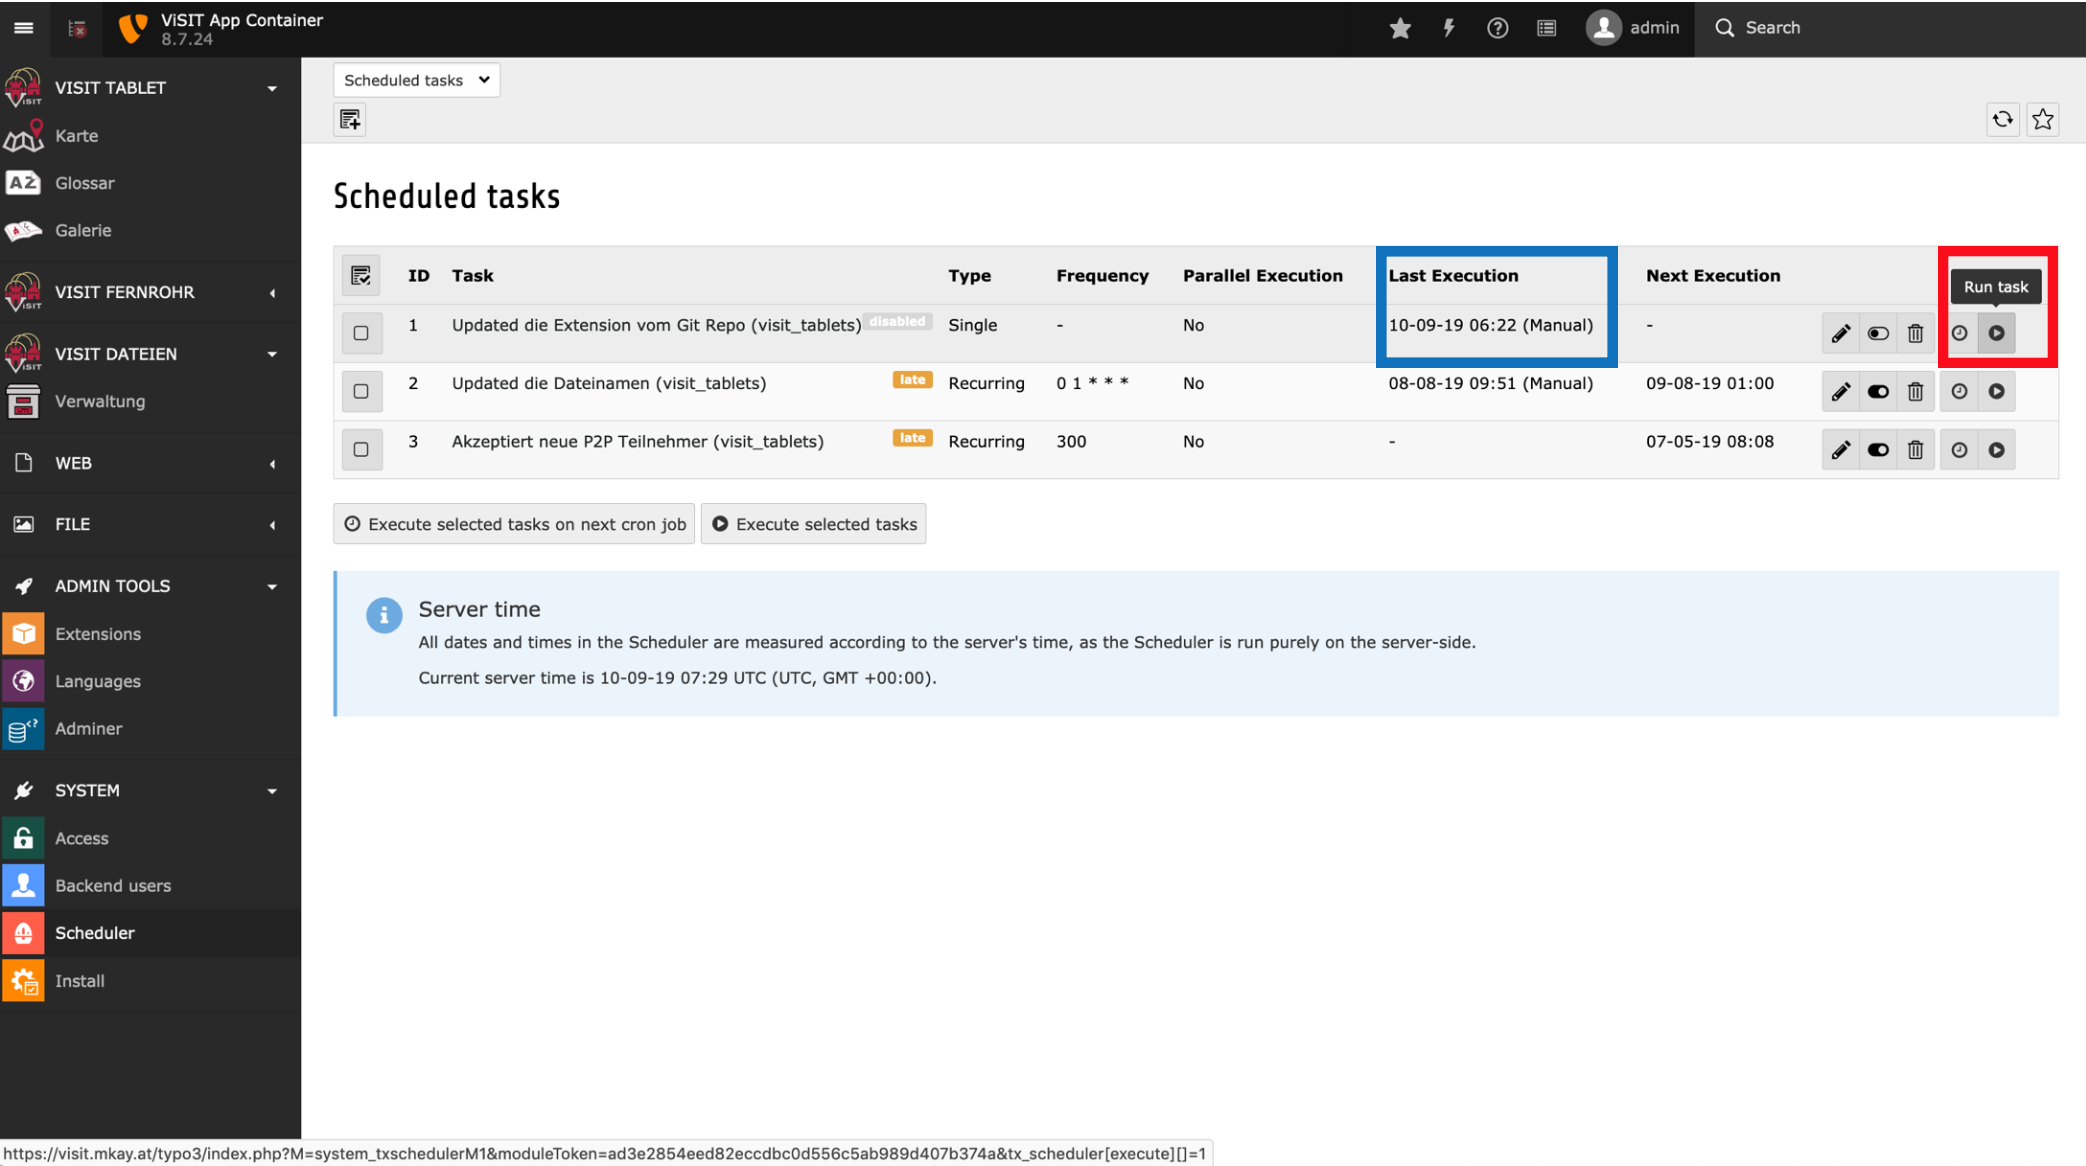 ViSIT App Container
8.7.24
admin
Search
VISIT TABLET
Karte
Glossar
Galerie
VISIT FERNROHR
VISIT DATEIEN
Verwaltung
WEB
FILE
ADMIN TOOLS
Extensions
Languages
Adminer
SYSTEM
Access
Backend users
Scheduler
Install
Scheduled tasks
Scheduled tasks
ID Task Type Frequency Parallel Execution Last Execution Next Execution
Run task
1 Updated die Extension vom Git Repo (visit_tablets) disabled Single - No 10-09-19 06:22 (Manual) -
2 Updated die Dateinamen (visit_tablets) late Recurring 0 1 * * * No 08-08-19 09:51 (Manual) 09-08-19 01:00
3 Akzeptiert neue P2P Teilnehmer (visit_tablets) late Recurring 300 No - 07-05-19 08:08
Execute selected tasks on next cron job Execute selected tasks
Server time
All dates and times in the Scheduler are measured according to the server's time, as the Scheduler is run purely on the server-side.
Current server time is 10-09-19 07:29 UTC (UTC, GMT +00:00).
https://visit.mkay.at/typo3/index.php?M=system_txschedulerM1&moduleToken=ad3e2854eed82eccdbc0d556c5ab989d407b374a&tx_scheduler[execute][]=1